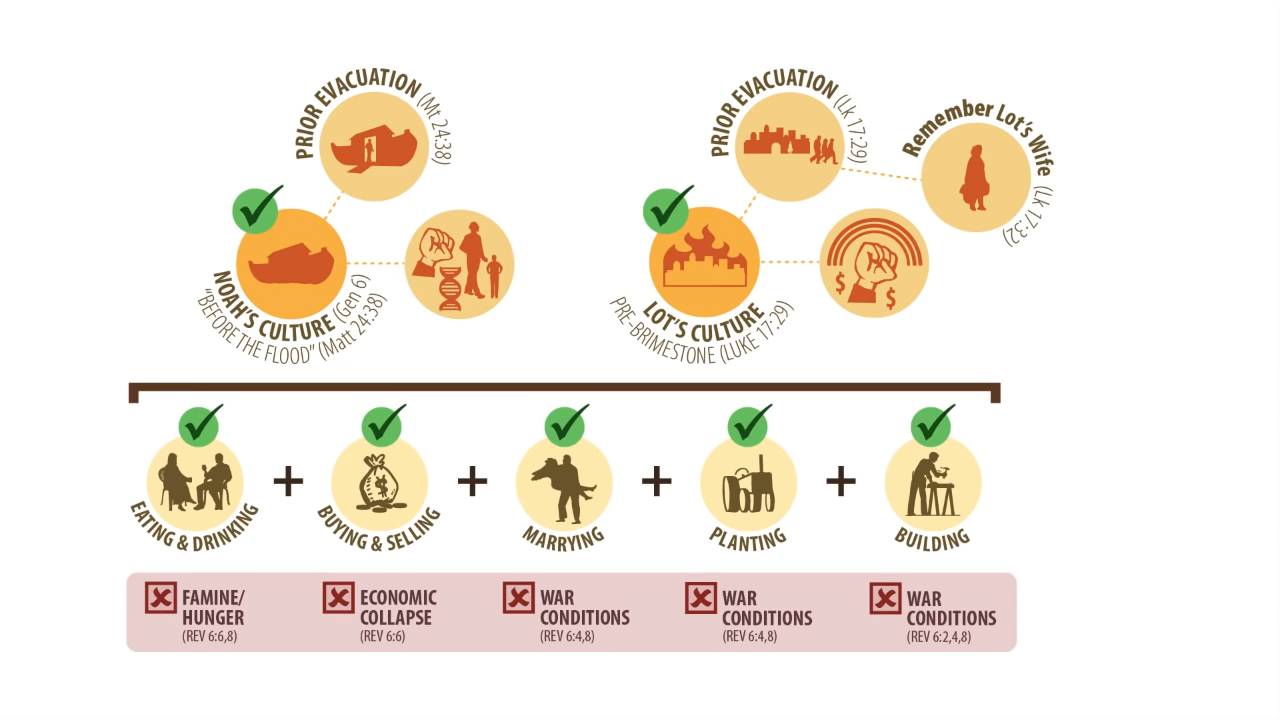 PRIOR EVACUATION
(Mt 24:38)
PRIOR EVACUATION
(Lk 17:29)
Remember Lot's Wife
(Lk 17:32)
NOAH'S CULTURE (Gen 6)
"BEFORE THE FLOOD" (Matt 24:38)
$
$
LOT'S CULTURE
PRE-BRIMESTONE (LUKE 17:29)
$
EATING & DRINKING
+
BUYING & SELLING
+
MARRYING
+
PLANTING
+
BUILDING
FAMINE/
HUNGER
(REV 6:6,8)
ECONOMIC
COLLAPSE
(REV 6:6)
WAR
CONDITIONS
(REV 6:4,8)
WAR
CONDITIONS
(REV 6:4,8)
WAR
CONDITIONS
(REV 6:2,4,8)